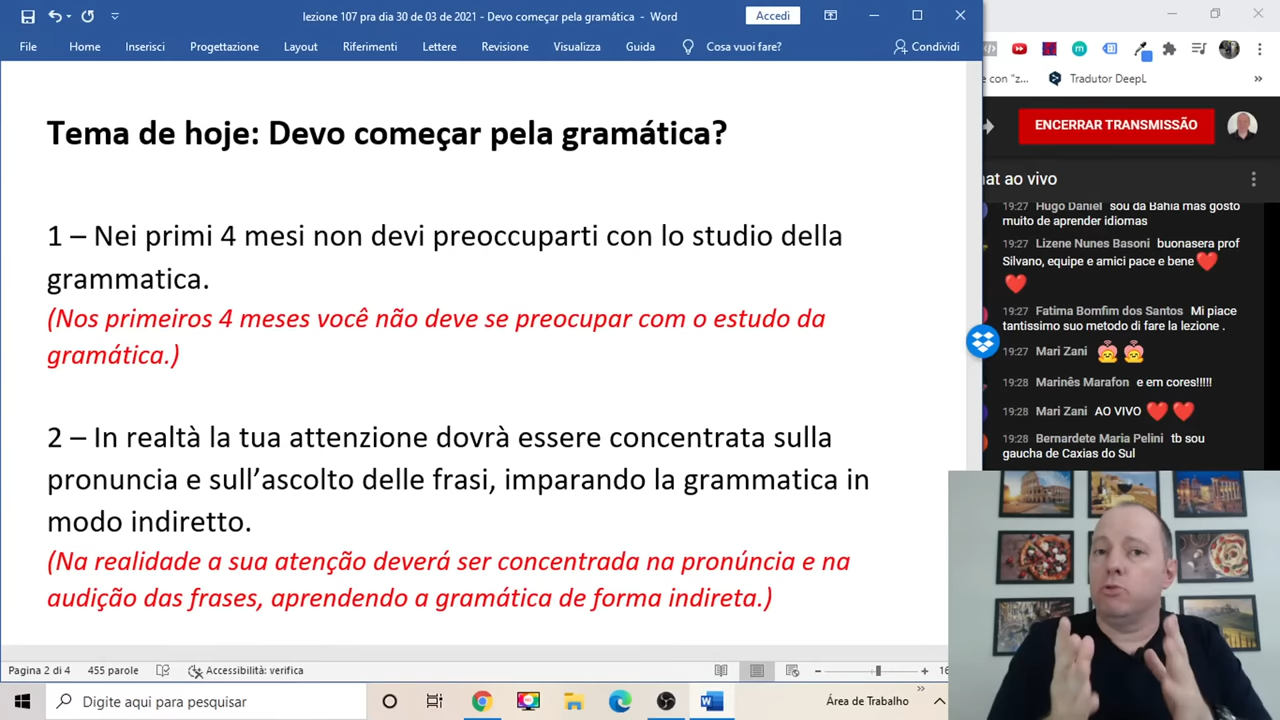 lezione 107 pra dia 30 de 03 de 2021 - Devo começar pela gramática - Word
Accedi
File Home Inserisci Progettazione Layout Riferimenti Lettere Revisione Visualizza Guida Cosa vuoi fare? Condividi
e con "z...
Tradutor DeepL
»
Tema de hoje: Devo começar pela gramática?
1 – Nei primi 4 mesi non devi preoccuparti con lo studio della
grammatica.
(Nos primeiros 4 meses você não deve se preocupar com o estudo da
gramática.)
2 – In realtà la tua attenzione dovrà essere concentrata sulla
pronuncia e sull’ascolto delle frasi, imparando la grammatica in
modo indiretto.
(Na realidade a sua atenção deverá ser concentrada na pronúncia e na
audição das frases, aprendendo a gramática de forma indireta.)
ENCERRAR TRANSMISSÃO
hat ao vivo
19:27 Hugo Daniel sou da Bahia mas gosto
muito de aprender idiomas
19:27 Lizene Nunes Basoni buonasera prof
Silvano, equipe e amici pace e bene❤️
❤️
19:27 Fatima Bomfim dos Santos Mi piace
tantissimo suo metodo di fare la lezione .
19:27 Mari Zani
19:28 Marinês Marafon e em cores!!!!!
19:28 Mari Zani AO VIVO ❤️❤️
19:28 Bernardete Maria Pelini tb sou
gaucha de Caxias do Sul
Pagina 2 di 4 455 parole Accessibilità: verifica
16
Digite aqui para pesquisar
Área de Trabalho
»